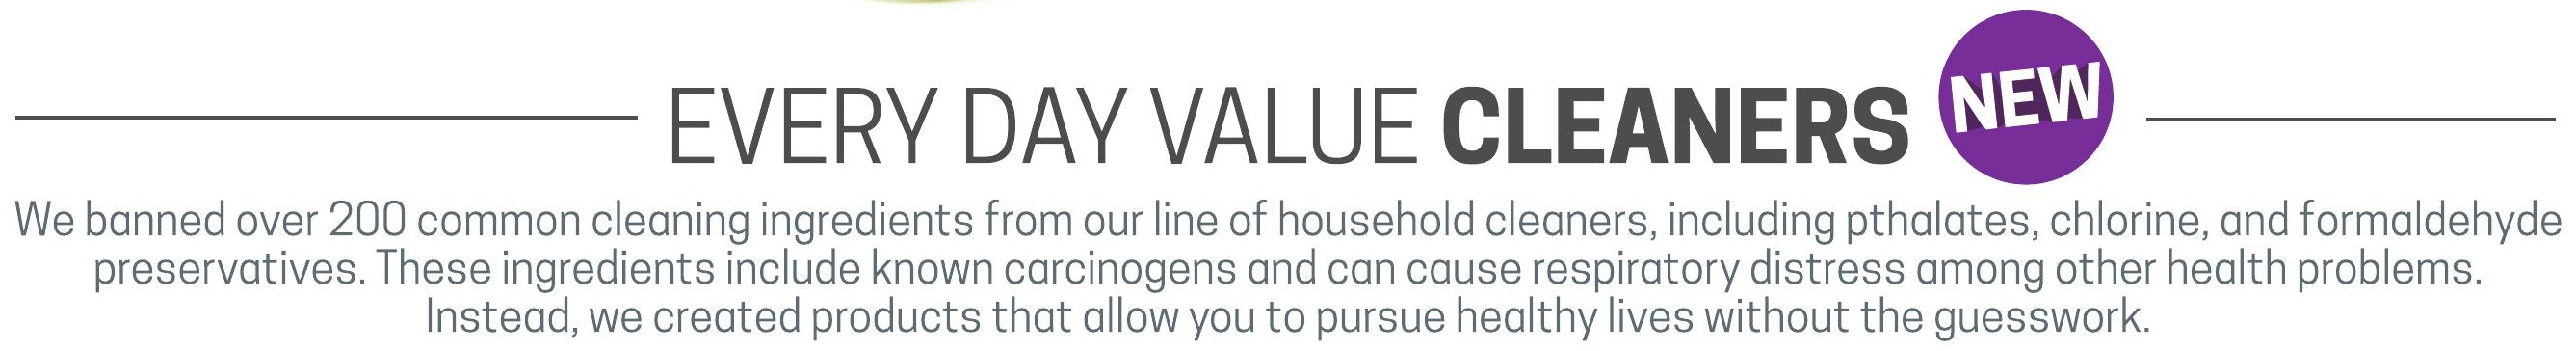 EVERY DAY VALUE CLEANERS NEW
We banned over 200 common cleaning ingredients from our line of household cleaners, including pthalates, chlorine, and formaldehyde
preservatives. These ingredients include known carcinogens and can cause respiratory distress among other health problems.
Instead, we created products that allow you to pursue healthy lives without the guesswork.